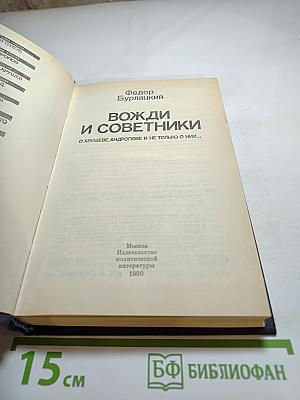 Федор
Бурлацкий
ВОЖДИ
И СОВЕТНИКИ
О ХРУЩЕВЕ, АНДРОПОВЕ И НЕ ТОЛЬКО О НИХ...
Москва
Издательство
политической
литературы
1990
15 см
БФ БИБЛИОФАН